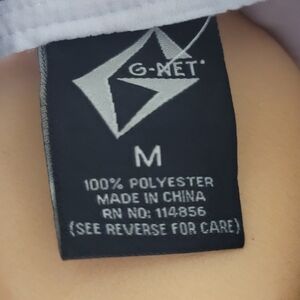 G-NET
M
100% POLYESTER
MADE IN CHINA
RN NO: 114856
(SEE REVERSE FOR CARE)